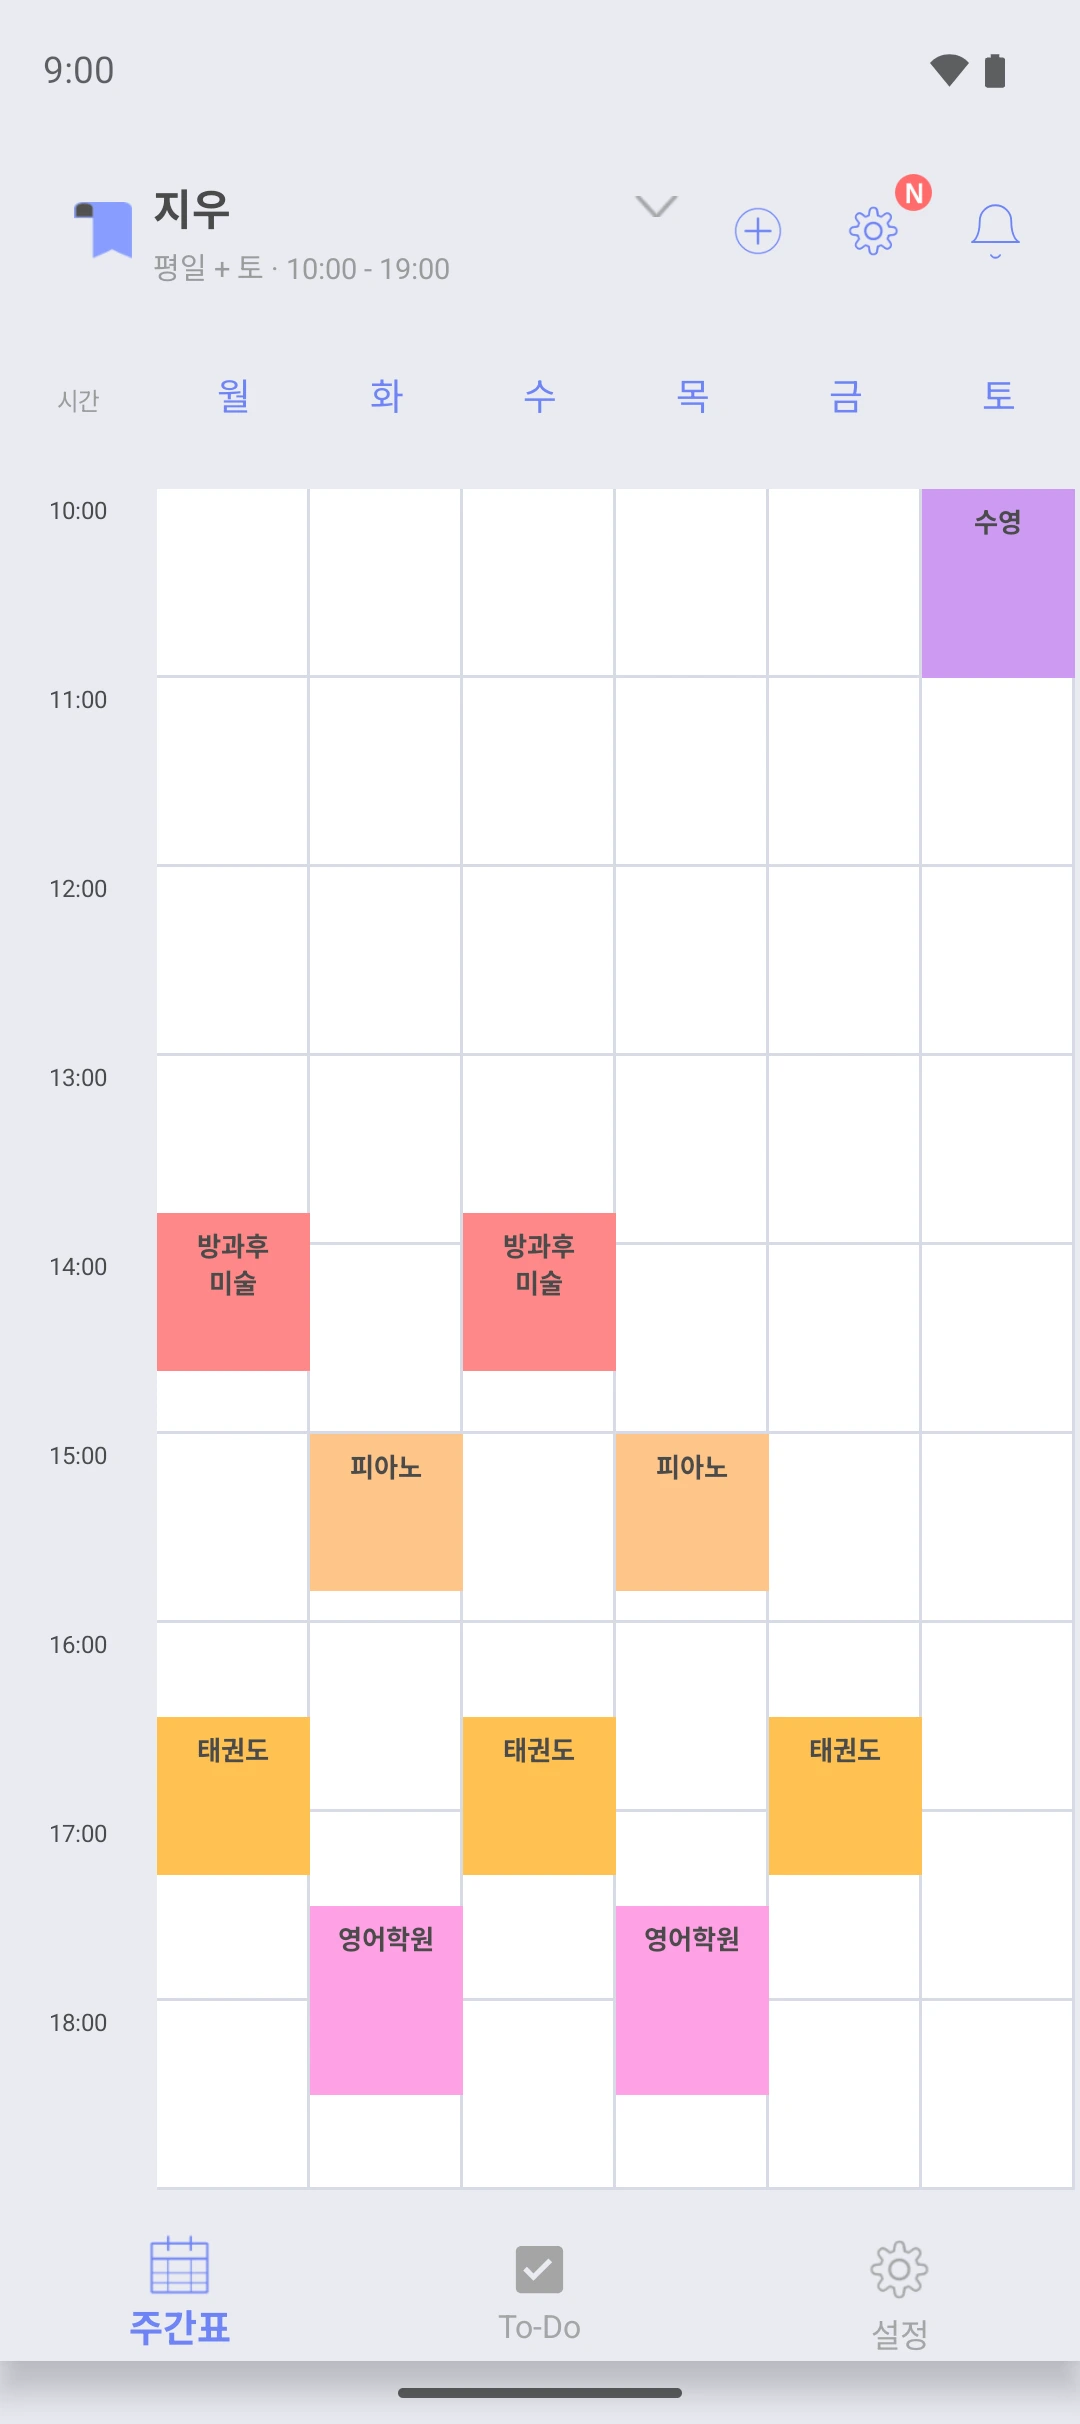 9:00
지우
N
평일 + 토 · 10:00 - 19:00
시간 월 화 수 목 금 토
10:00 수영
11:00
12:00
13:00
방과후 방과후
미술 미술
14:00
15:00 피아노 피아노
16:00
태권도 태권도 태권도
17:00
영어학원 영어학원
18:00
주간표 To-Do 설정